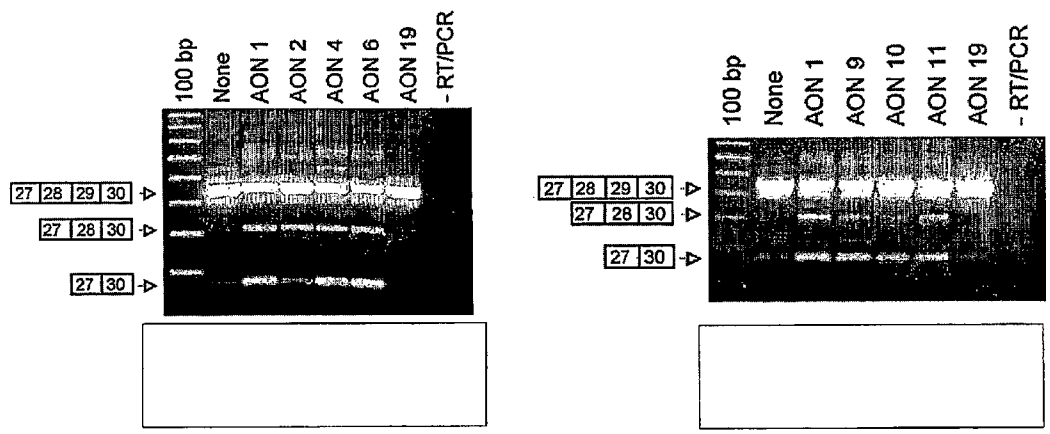 100 bp
None
AON 1
AON 2
AON 4
AON 6
AON 19
- RT/PCR
27 28 29 30
27 28 30
27 30
100 bp
None
AON 1
AON 9
AON 10
AON 11
AON 19
- RT/PCR
27 28 29 30
27 28 30
27 30